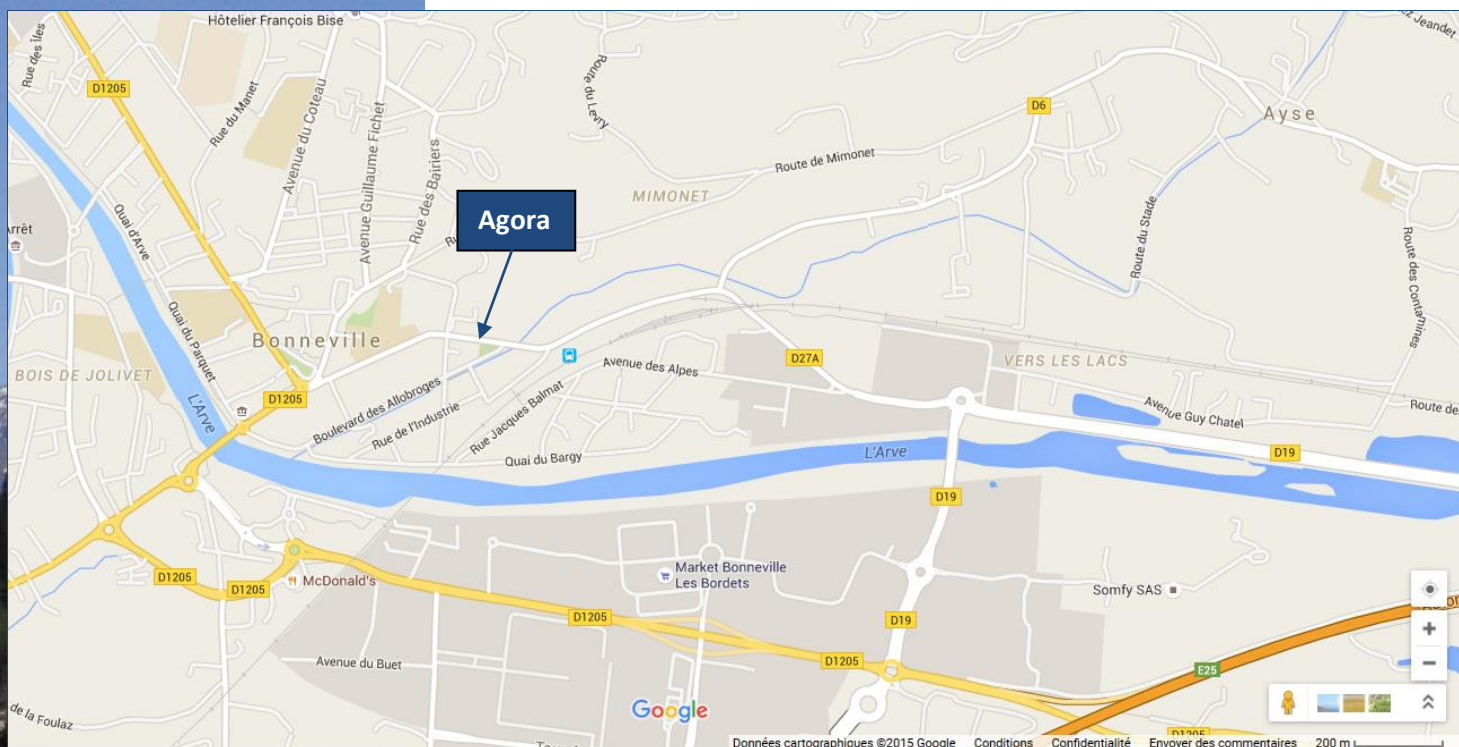 Hôtelier François Bise
Rue des Îles
D1205
Rue du Manet
Avenue du Coteau
Avenue Guillaume Fichet
Rue des Bairiers
Route du Levry
D6
Ayse
Route de Mimonet
MIMONET
Agora
Quai d'Arve
Arrêt
Route du Stade
Route des Contamines
Quai du Parquet
Bonneville
BOIS DE JOLIVET
L'Arve
D1205
Boulevard des Allobroges
Rue de l'Industrie
Rue Jacques Balmat
Avenue des Alpes
D27A
VERS LES LACS
Avenue Guy Chatel
Route de
Quai du Bargy
L'Arve
D19
D19
Market Bonneville
Les Bordets
McDonald's
D1205
D1205
Somfy SAS
D1205
D19
Avenue du Buet
D1205
E25
de la Foulaz
Google
D1205
Données cartographiques ©2015 Google Conditions Confidentialité Envoyer des commentaires 200 m